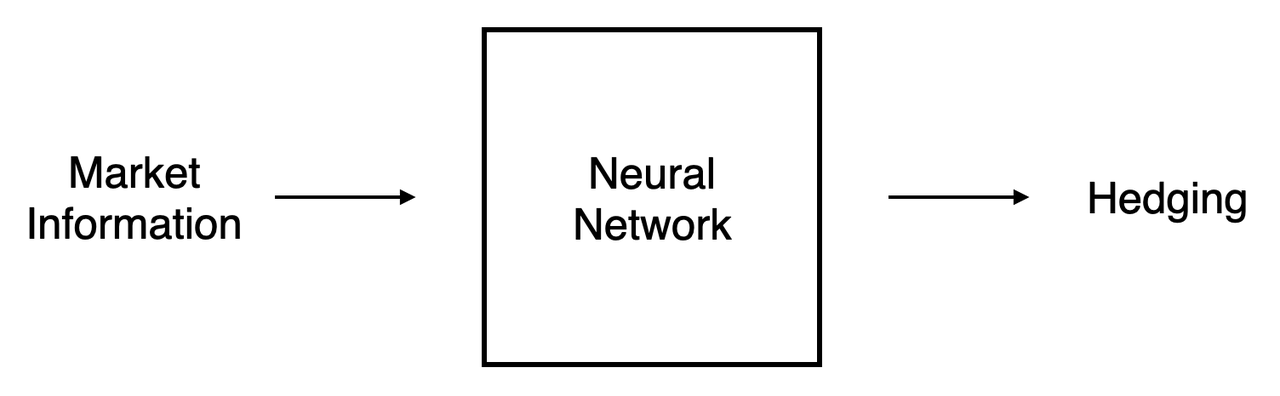 Market
Information
Neural
Network
Hedging